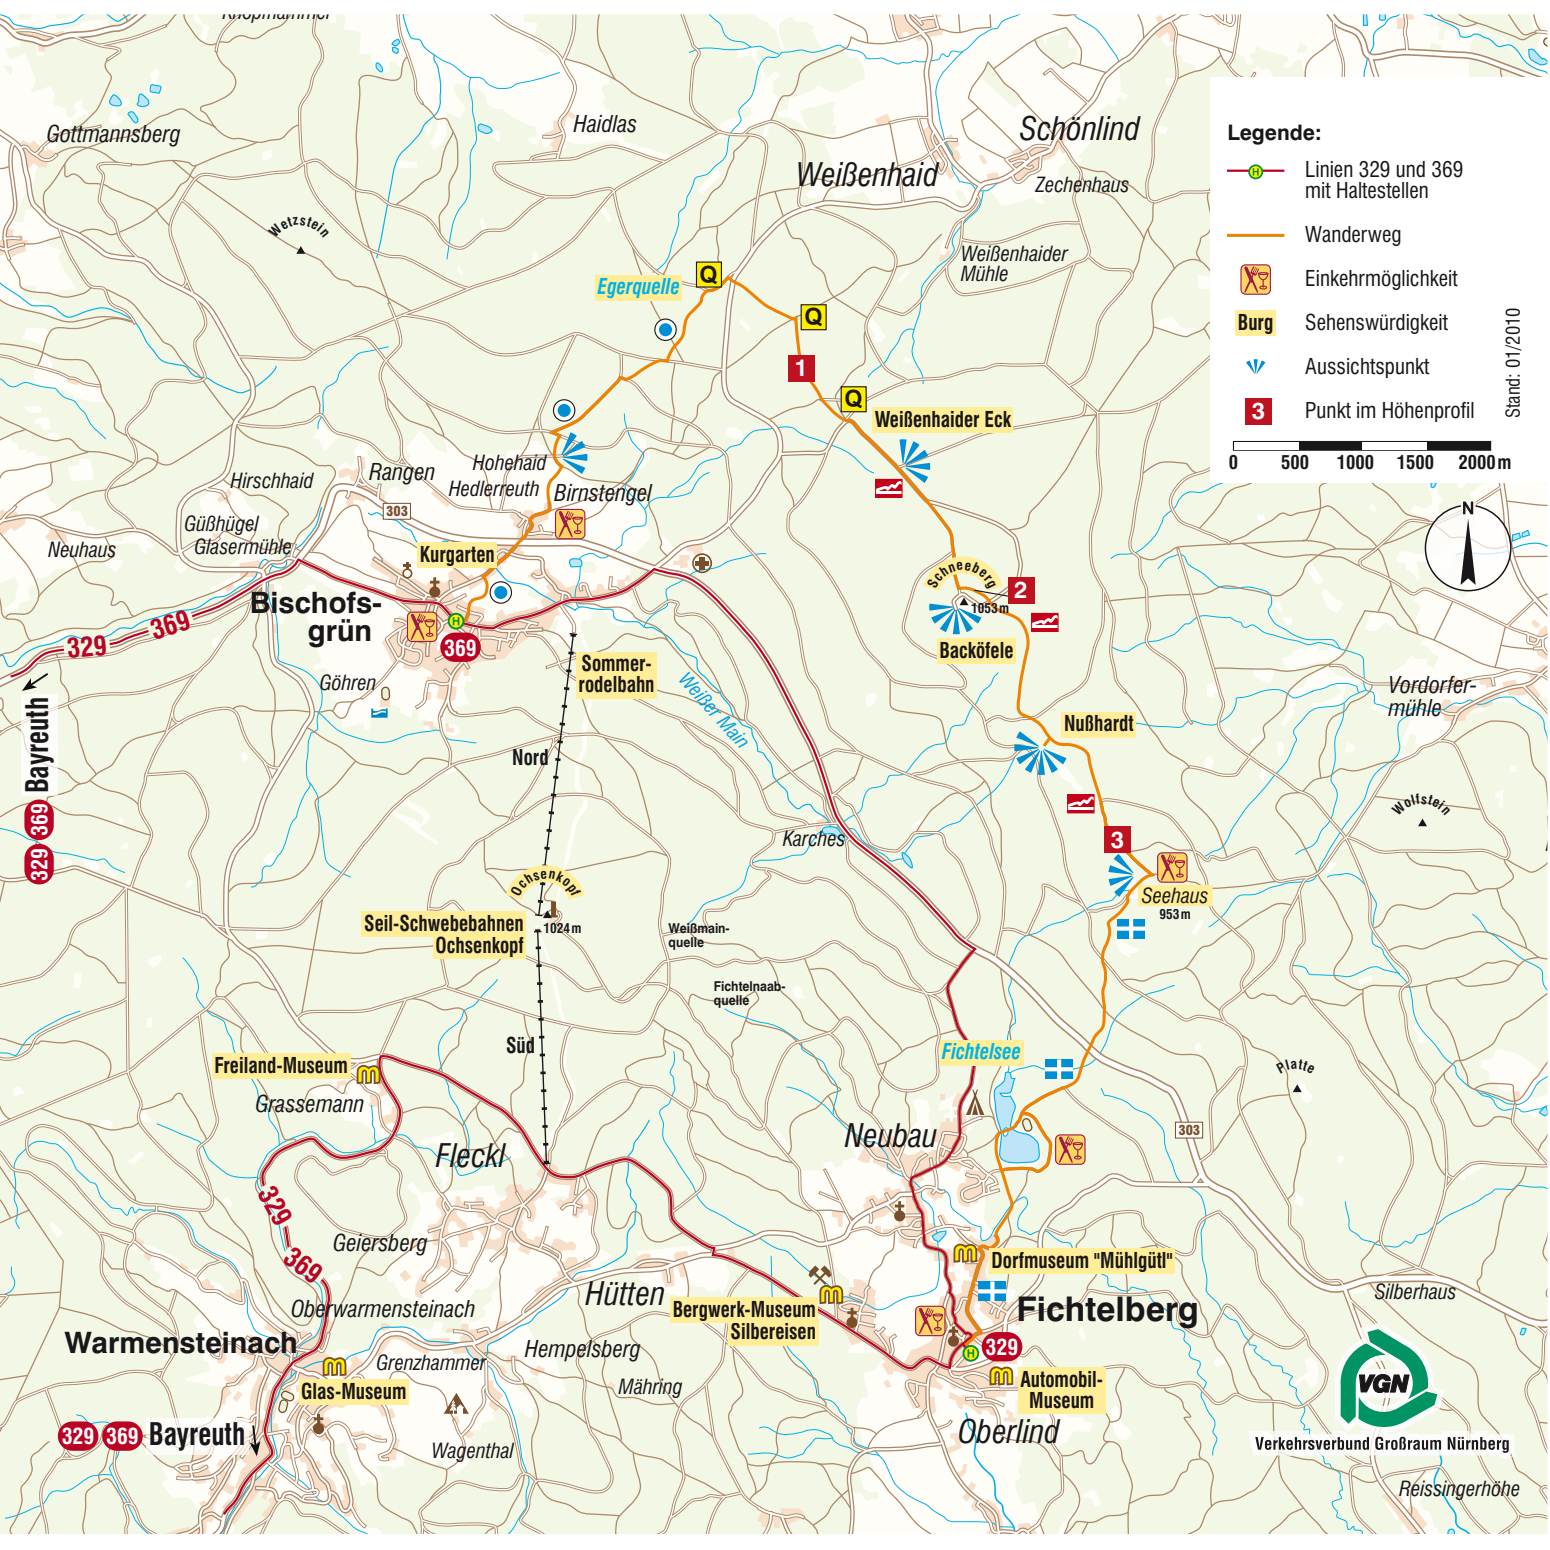 Knopfhammer
Gottmannsberg
Haidlas
Schönlind
Weißenhaid
Zechenhaus
Wetzstein
Weißenhaider
Mühle
Egerquelle
Q
Q
1
Q
Weißenhaider Eck
Legende:
H
Linien 329 und 369
mit Haltestellen
Wanderweg
Einkehrmöglichkeit
Burg
Sehenswürdigkeit
Aussichtspunkt
3
Punkt im Höhenprofil
0 500 1000 1500 2000 m
Stand: 01/2010
N
Hohehaid
Hedlerreuth
Birnstengel
Rangen
Hirschhaid
303
Güßhügel
Glasermühle
Neuhaus
Kurgarten
Bischofs-
grün
H
369
329
369
Bayreuth
329 369
Göhren
Sommer-
rodelbahn
Weißer Main
Nord
Schneeberg
2
1053 m
Backöfele
Nußhardt
Vordorfer-
mühle
Wolfstein
Karches
3
Seehaus
953 m
Ochsenkopf
1024 m
Seil-Schwebebahnen
Ochsenkopf
Weißmain-
quelle
Fichtelnaab-
quelle
Süd
Freiland-Museum
m
Grassemann
Fichtelsee
Platte
303
Neubau
Fleckl
329
369
Geiersberg
m
Dorfmuseum "Mühlgütl"
Hütten
Oberwarmensteinach
Bergwerk-Museum
Silbereisen
m
Fichtelberg
Silberhaus
Warmensteinach
Grenzhammer
Hempelsberg
H
329
m
Glas-Museum
Mähring
m
Automobil-
Museum
Oberlind
329 369 Bayreuth
Wagenthal
VGN
Verkehrsverbund Großraum Nürnberg
Reissingerhöhe